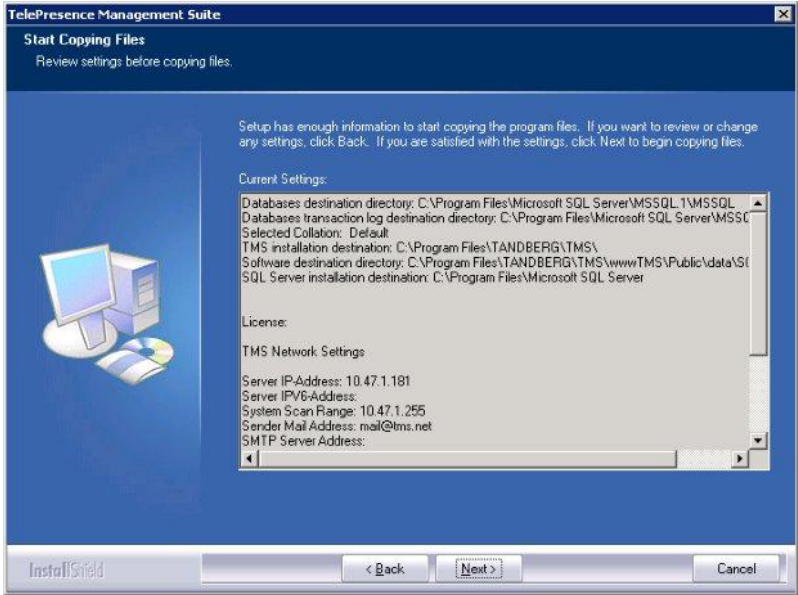 TelePresence Management Suite
Start Copying Files
Review settings before copying files.
Setup has enough information to start copying the program files. If you want to review or change
any settings, click Back. If you are satisfied with the settings, click Next to begin copying files.
Current Settings:
Databases destination directory: C:\Program Files\Microsoft SQL Server\MSSQL.1\MSSQL
Databases transaction log destination directory: C:\Program Files\Microsoft SQL Server\MSSC
Selected Collation: Default
TMS installation destination: C:\Program Files\TANDBERG\TMS\
Software destination directory: C:\Program Files\TANDBERG\TMS\wwwTMS\Public\data\S
SQL Server installation destination: C:\Program Files\Microsoft SQL Server
License:
TMS Network Settings
Server IP-Address: 10.47.1.181
Server IPV6-Address:
System Scan Range: 10.47.1.255
Sender Mail Address: mail@tms.net
SMTP Server Address:
InstallShield
< Back
Next >
Cancel